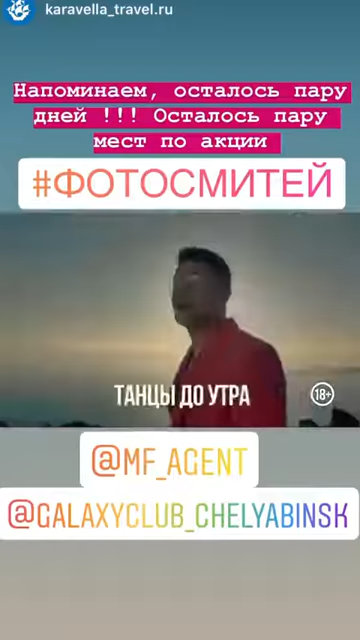 karavella_travel.ru
Напоминаем, осталось пару
дней !!! Осталось пару
мест по акции
#ФОТОСМИТЕЙ
ТАНЦЫ ДО УТРА
18+
@MF_AGENT
@GALAXYCLUB_CHELYABINSK